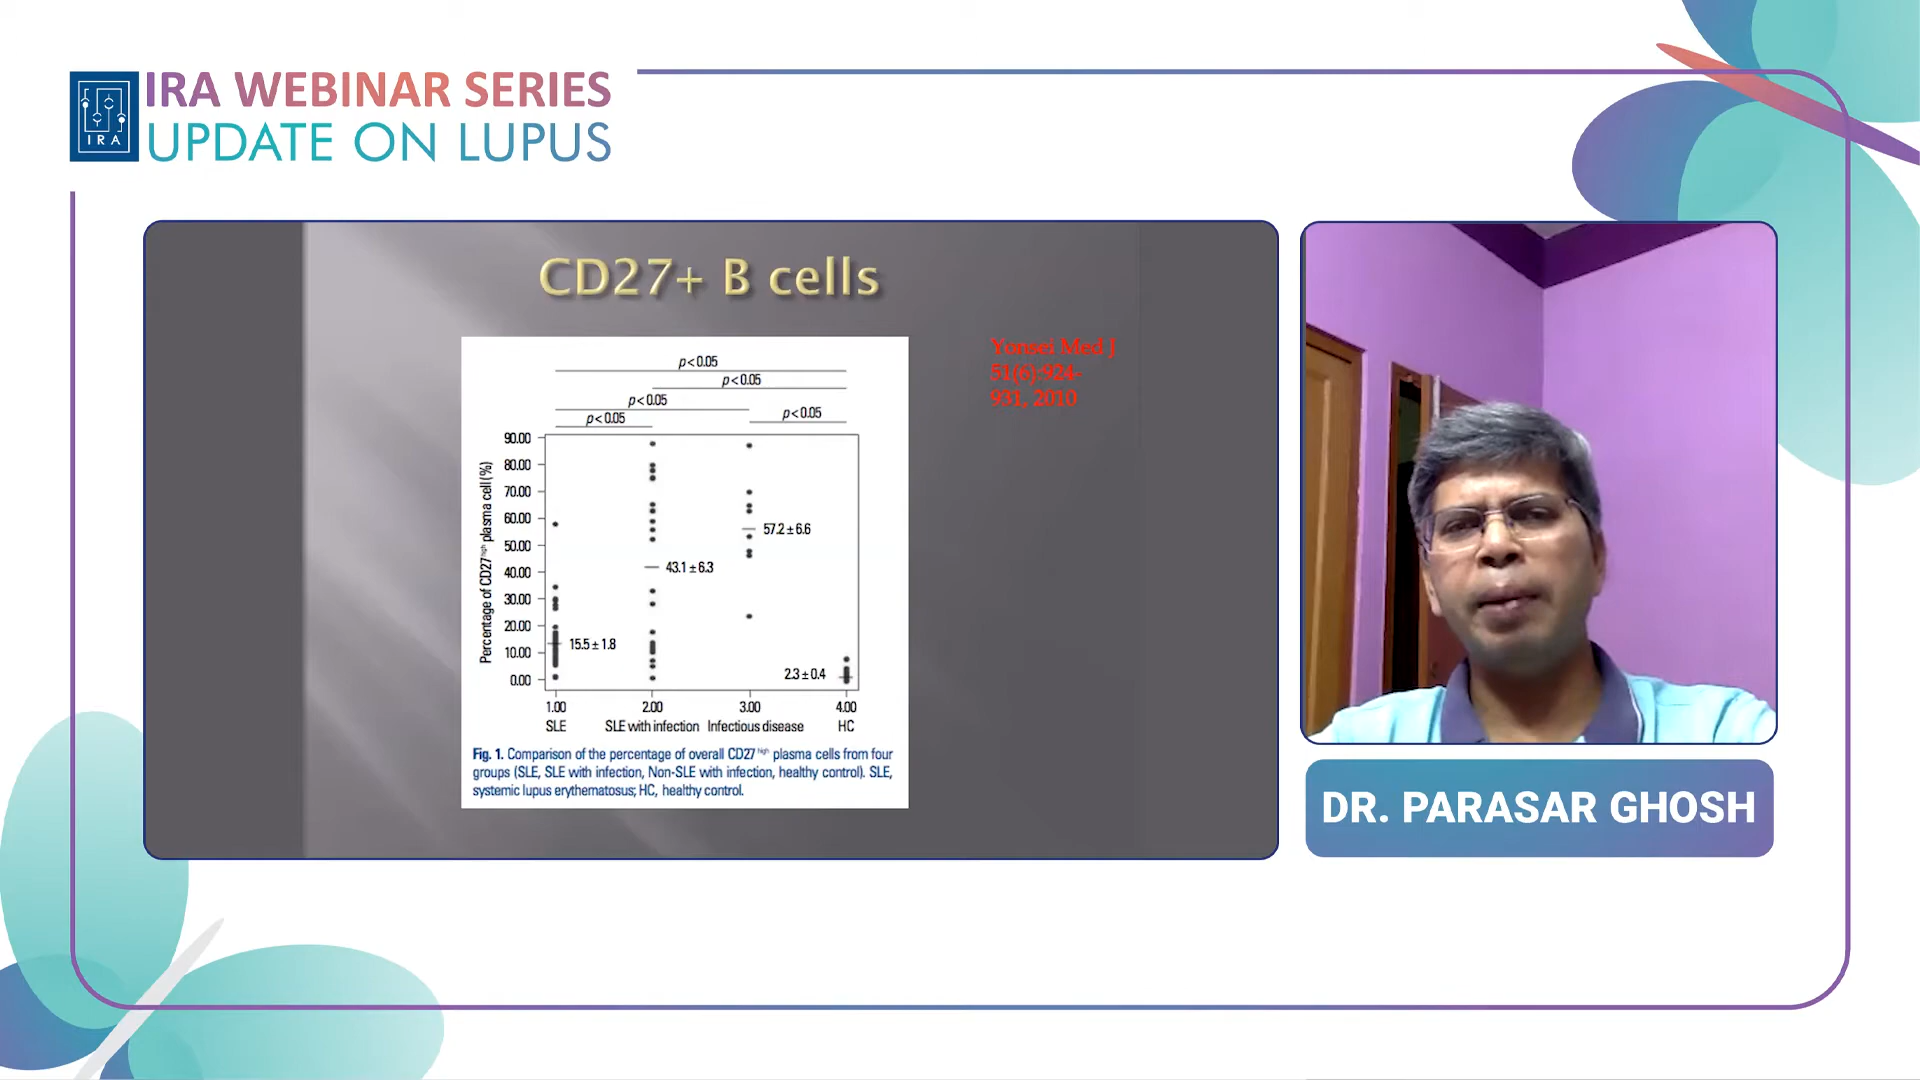 IRA WEBINAR SERIES
UPDATE ON LUPUS
IRA
CD27+ B cells
Yonsei Med J
51(6):924-
931, 2010
p<0.05
p<0.05
p<0.05
p<0.05
p<0.05
Percentage of CD27high plasma cell (%)
90.00
80.00
70.00
60.00
50.00
40.00
30.00
20.00
10.00
0.00
57.2±6.6
43.1±6.3
15.5±1.8
2.3±0.4
1.00 2.00 3.00 4.00
SLE SLE with infection Infectious disease HC
Fig. 1. Comparison of the percentage of overall CD27 high plasma cells from four
groups (SLE, SLE with infection, Non-SLE with infection, healthy control). SLE,
systemic lupus erythematosus; HC, healthy control.
DR. PARASAR GHOSH